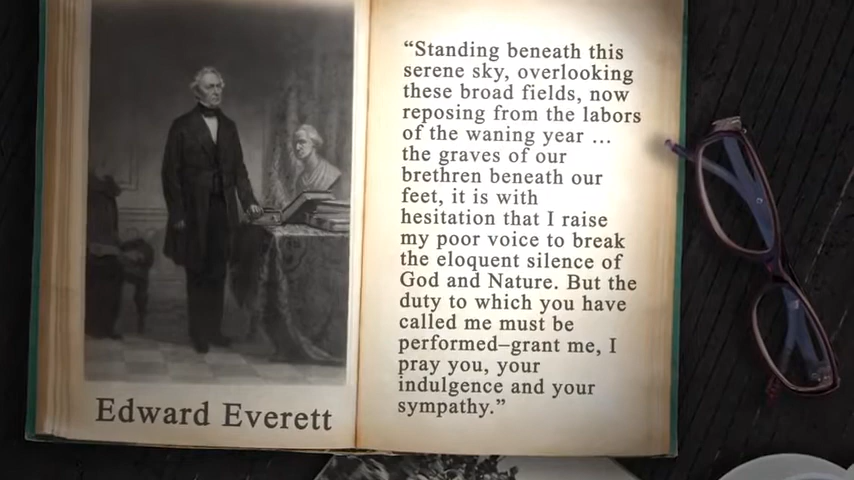 “Standing beneath this
serene sky, overlooking
these broad fields, now
reposing from the labors
of the waning year ...
the graves of our
brethren beneath our
feet, it is with
hesitation that I raise
my poor voice to break
the eloquent silence of
God and Nature. But the
duty to which you have
called me must be
performed–grant me, I
pray you, your
indulgence and your
sympathy.”
Edward Everett